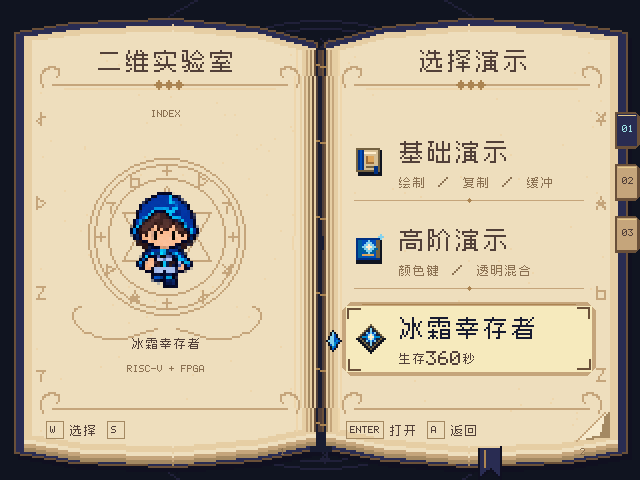 二维实验室
INDEX
冰霜幸存者
RISC-V + FPGA
W 选择 S
选择演示
基础演示
绘制 / 复制 / 缓冲
高阶演示
颜色键 / 透明混合
冰霜幸存者
生存360秒
ENTER 打开 A 返回
01
02
03